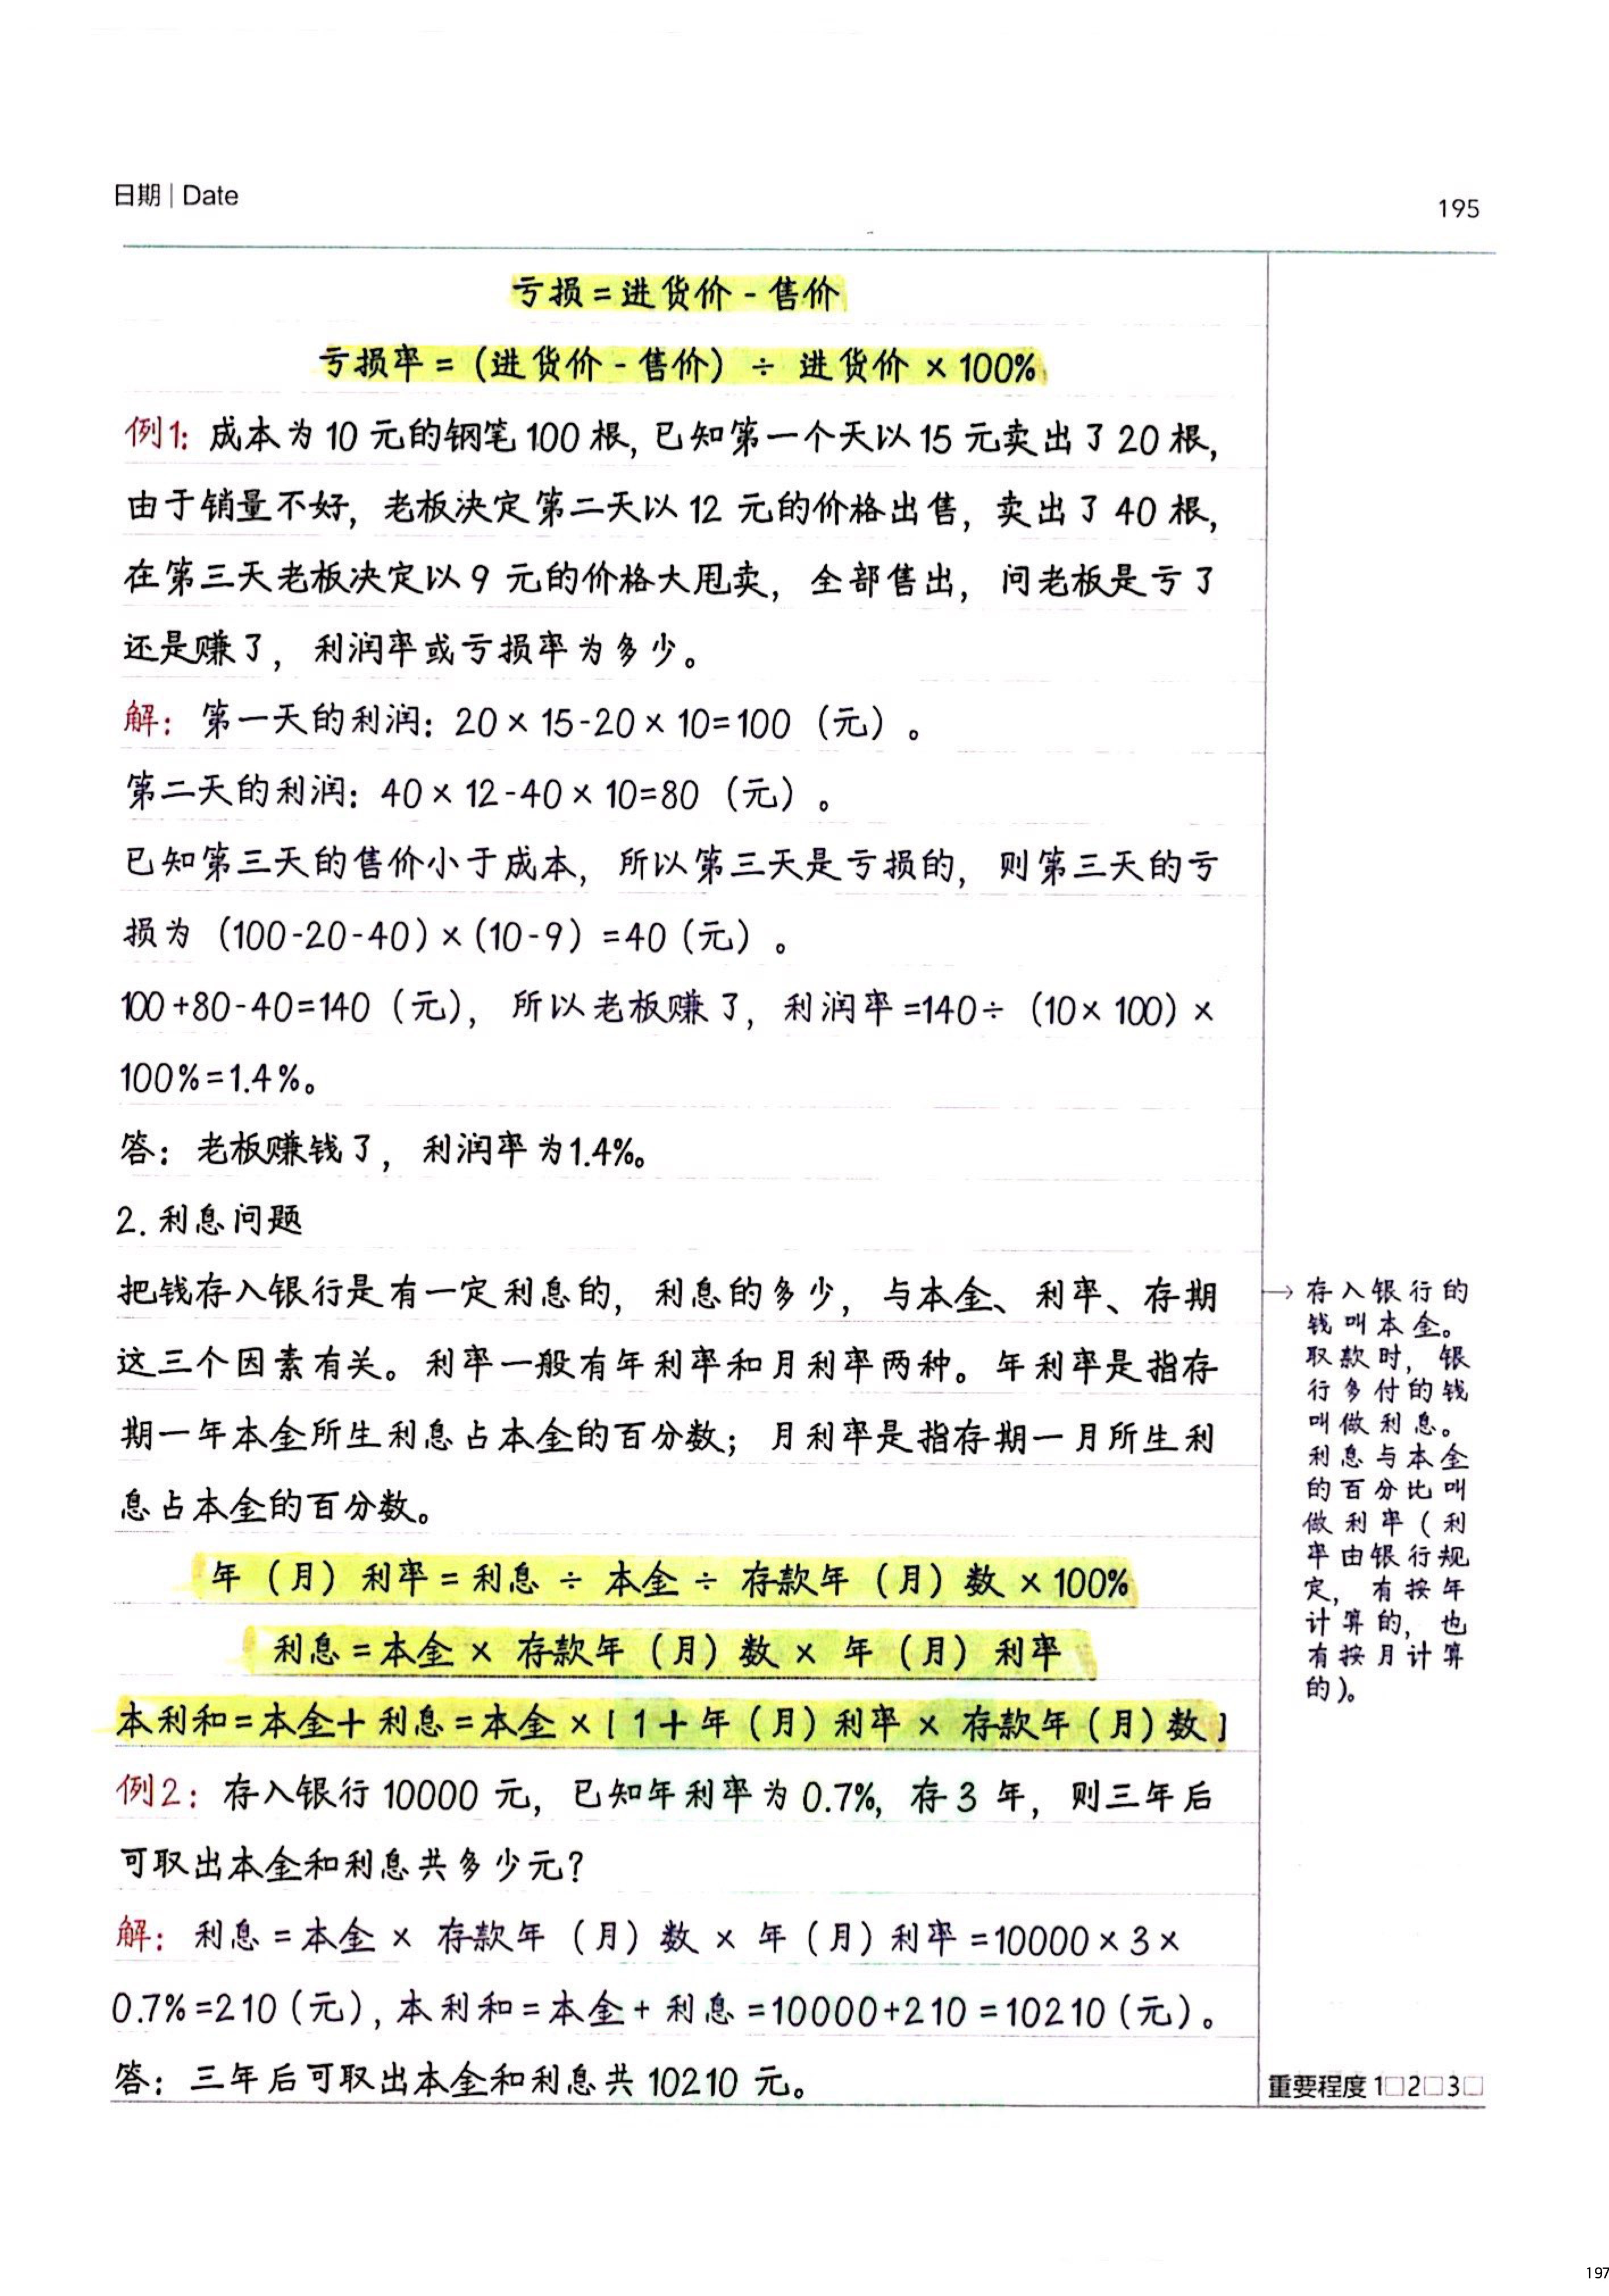 日期 | Date
195
亏损=进货价-售价
亏损率=（进货价-售价）÷ 进货价×100%
例1: 成本为10元的钢笔100根, 已知第一个天以15元卖出了20根,
由于销量不好, 老板决定第二天以12元的价格出售, 卖出了40根,
在第三天老板决定以9元的价格大甩卖, 全部售出, 问老板是亏了
还是赚了, 利润率或亏损率为多少。
解: 第一天的利润: 20×15-20×10=100（元）。
第二天的利润: 40×12-40×10=80（元）。
已知第三天的售价小于成本, 所以第三天是亏损的, 则第三天的亏
损为（100-20-40）×（10-9）=40（元）。
100+80-40=140（元）, 所以老板赚了, 利润率=140÷（10×100）×
100%=1.4%。
答: 老板赚钱了, 利润率为1.4%。
2. 利息问题
把钱存入银行是有一定利息的, 利息的多少, 与本金、利率、存期
这三个因素有关。利率一般有年利率和月利率两种。年利率是指存
期一年本金所生利息占本金的百分数; 月利率是指存期一月所生利
息占本金的百分数。
年（月）利率=利息÷本金÷存款年（月）数×100%
利息=本金×存款年（月）数×年（月）利率
本利和=本金+利息=本金×[1+年（月）利率×存款年（月）数]
例2: 存入银行10000元, 已知年利率为0.7%, 存3年, 则三年后
可取出本金和利息共多少元?
解: 利息=本金×存款年（月）数×年（月）利率=10000×3×
0.7%=210（元）, 本利和=本金+利息=10000+210=10210（元）。
答: 三年后可取出本金和利息共10210元。
→ 存入银行的
钱叫本金。
取款时, 银
行多付的钱
叫做利息。
利息与本金
的百分比叫
做利率（利
率由银行规
定, 有按年
计算的, 也
有按月计算
的）。
重要程度 1□2□3□
197